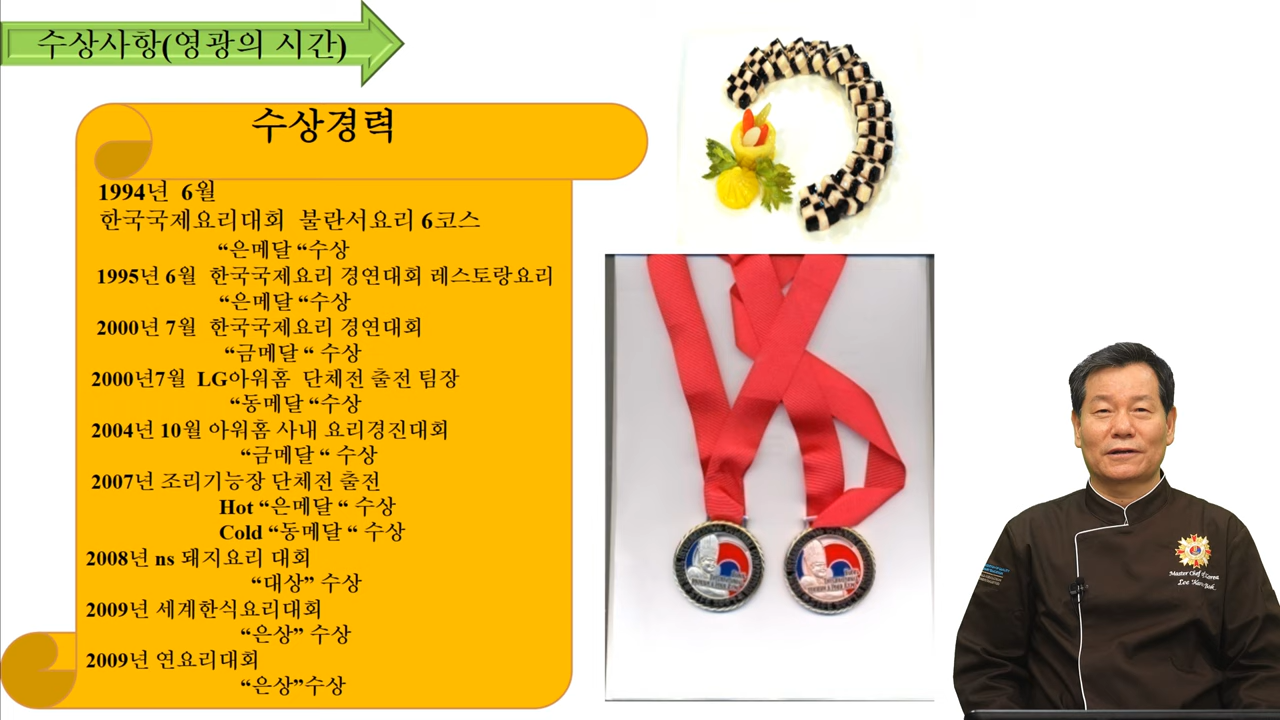 수상사항(영광의 시간)
수상경력
1994년 6월
한국국제요리대회 불란서요리 6코스
“은메달 “수상
1995년 6월 한국국제요리 경연대회 레스토랑요리
“은메달 “수상
2000년 7월 한국국제요리 경연대회
“금메달 “ 수상
2000년7월 LG아워홈 단체전 출전 팀장
“동메달 “수상
2004년 10월 아워홈 사내 요리경진대회
“금메달 “ 수상
2007년 조리기능장 단체전 출전
Hot “은메달 “ 수상
Cold “동메달 “ 수상
2008년 ns 돼지요리 대회
“대상” 수상
2009년 세계한식요리대회
“은상” 수상
2009년 연요리대회
“은상”수상
Master Chef of Korea
Lee